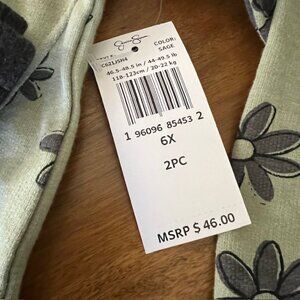 COLOR:
SAGE
C621JSH4
46.5-48.5 in / 44-49.5 lb
118-123cm / 20-22 kg
1 96096 85453 2
6X
2PC
MSRP $ 46.00